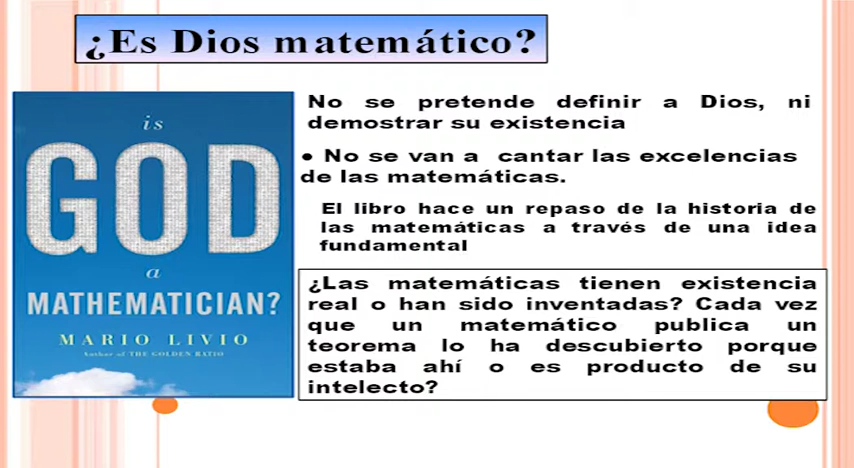 ¿Es Dios matemático?
is
GOD
a
MATHEMATICIAN?
MARIO LIVIO
Author of THE GOLDEN RATIO
No se pretende definir a Dios, ni
demostrar su existencia
● No se van a cantar las excelencias
de las matemáticas.
El libro hace un repaso de la historia de
las matemáticas a través de una idea
fundamental
¿Las matemáticas tienen existencia
real o han sido inventadas? Cada vez
que un matemático publica un
teorema lo ha descubierto porque
estaba ahí o es producto de su
intelecto?